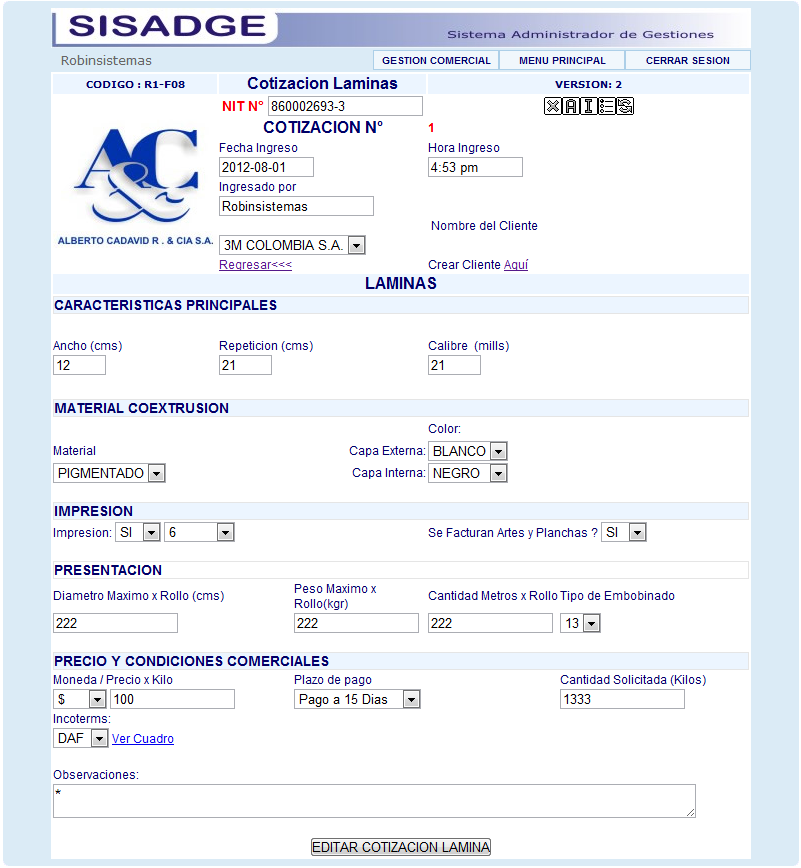 SISADGE
Sistema Administrador de Gestiones
Robinsistemas
GESTION COMERCIAL MENU PRINCIPAL CERRAR SESION
CODIGO : R1-F08 Cotizacion Laminas VERSION: 2
NIT N° 860002693-3
COTIZACION N° 1
A&C
ALBERTO CADAVID R . & CIA S.A.
Fecha Ingreso Hora Ingreso
2012-08-01 4:53 pm
Ingresado por
Robinsistemas
Nombre del Cliente
3M COLOMBIA S.A.
Regresar<<< Crear Cliente Aquí
LAMINAS
CARACTERISTICAS PRINCIPALES
Ancho (cms) Repeticion (cms) Calibre (mills)
12 21 21
MATERIAL COEXTRUSION
Color:
Material Capa Externa: BLANCO
PIGMENTADO Capa Interna: NEGRO
IMPRESION
Impresion: SI 6 Se Facturan Artes y Planchas ? SI
PRESENTACION
Diametro Maximo x Rollo (cms) Peso Maximo x Rollo(kgr) Cantidad Metros x Rollo Tipo de Embobinado
222 222 222 13
PRECIO Y CONDICIONES COMERCIALES
Moneda / Precio x Kilo Plazo de pago Cantidad Solicitada (Kilos)
$ 100 Pago a 15 Dias 1333
Incoterms:
DAF Ver Cuadro
Observaciones:
*
EDITAR COTIZACION LAMINA